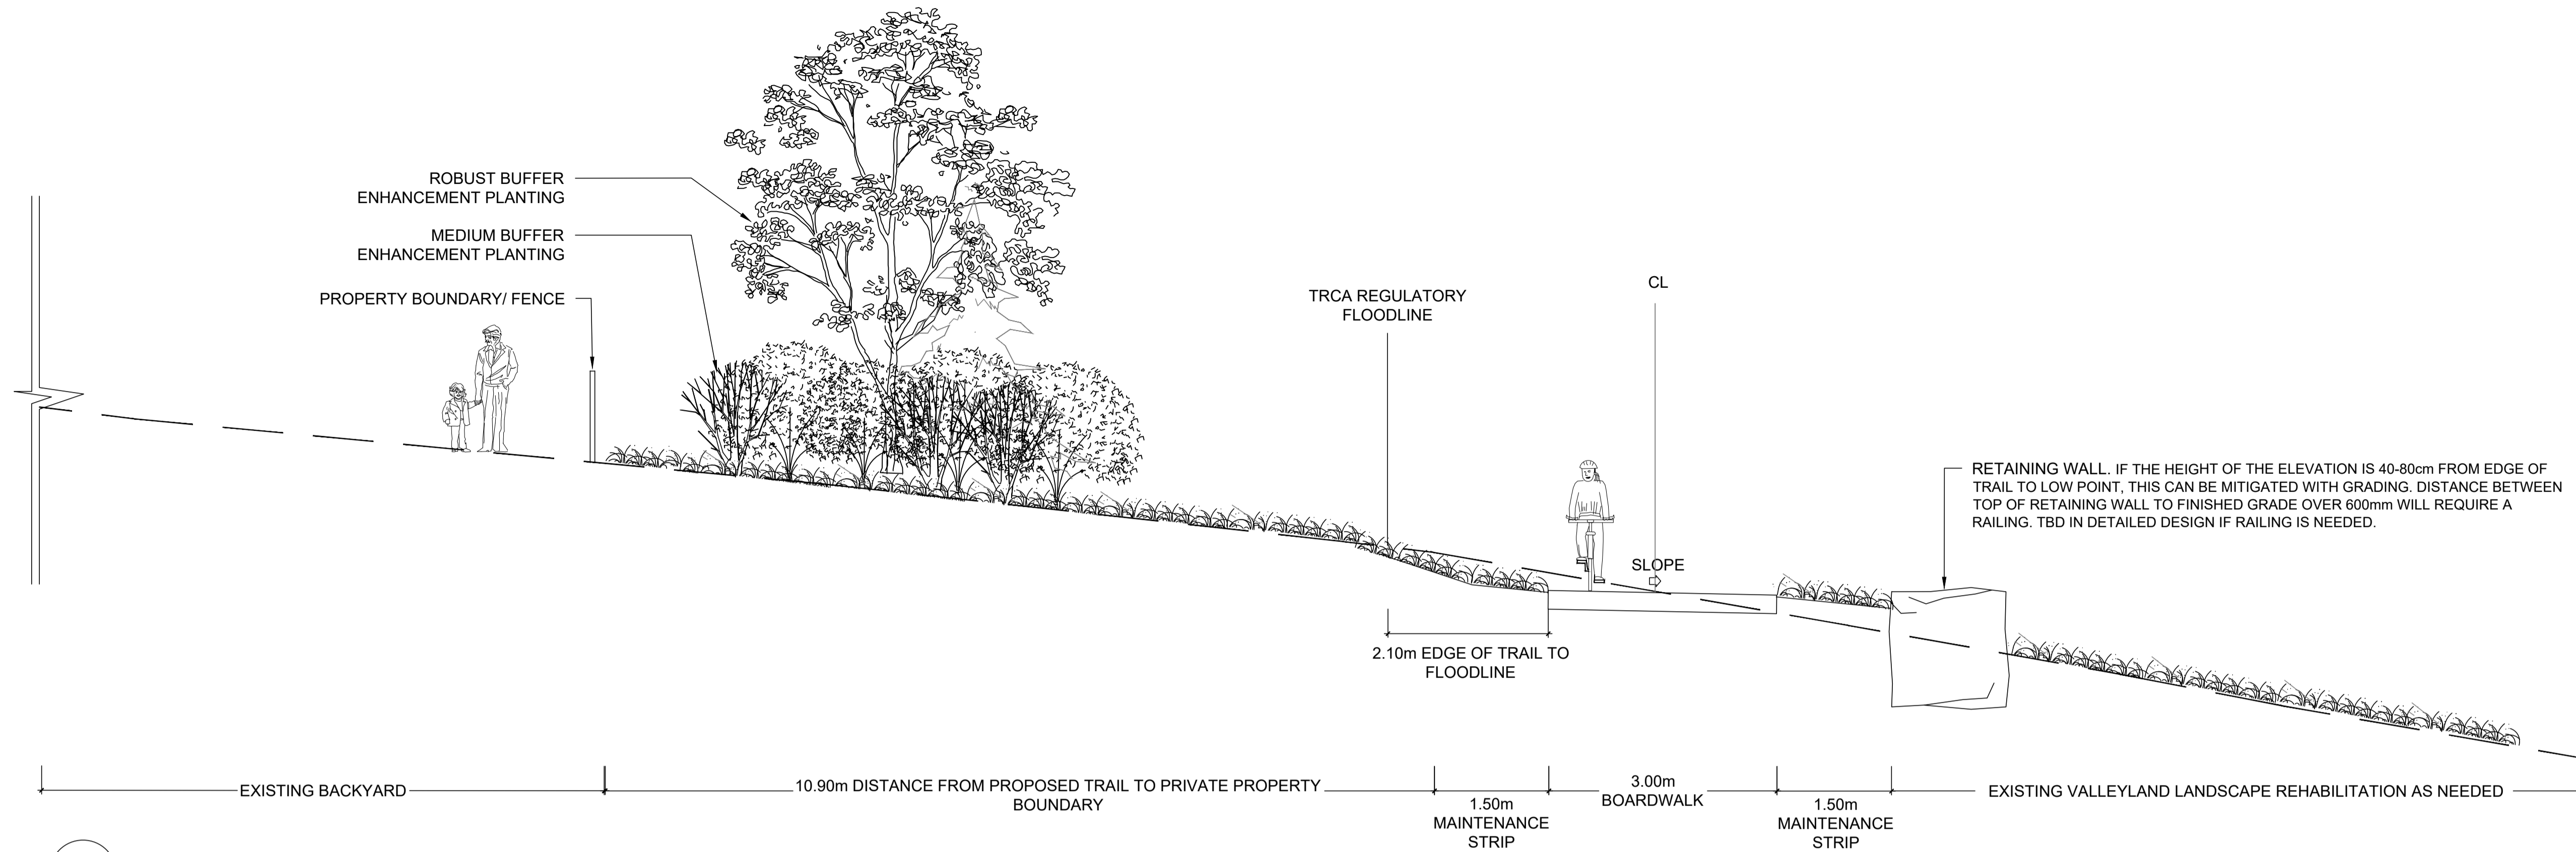 ROBUST BUFFER
ENHANCEMENT PLANTING
MEDIUM BUFFER
ENHANCEMENT PLANTING
PROPERTY BOUNDARY/ FENCE
TRCA REGULATORY
FLOODLINE
CL
SLOPE
RETAINING WALL. IF THE HEIGHT OF THE ELEVATION IS 40-80cm FROM EDGE OF
TRAIL TO LOW POINT, THIS CAN BE MITIGATED WITH GRADING. DISTANCE BETWEEN
TOP OF RETAINING WALL TO FINISHED GRADE OVER 600mm WILL REQUIRE A
RAILING. TBD IN DETAILED DESIGN IF RAILING IS NEEDED.
2.10m EDGE OF TRAIL TO
FLOODLINE
EXISTING BACKYARD
10.90m DISTANCE FROM PROPOSED TRAIL TO PRIVATE PROPERTY
BOUNDARY
1.50m
MAINTENANCE
STRIP
3.00m
BOARDWALK
1.50m
MAINTENANCE
STRIP
EXISTING VALLEYLAND LANDSCAPE REHABILITATION AS NEEDED